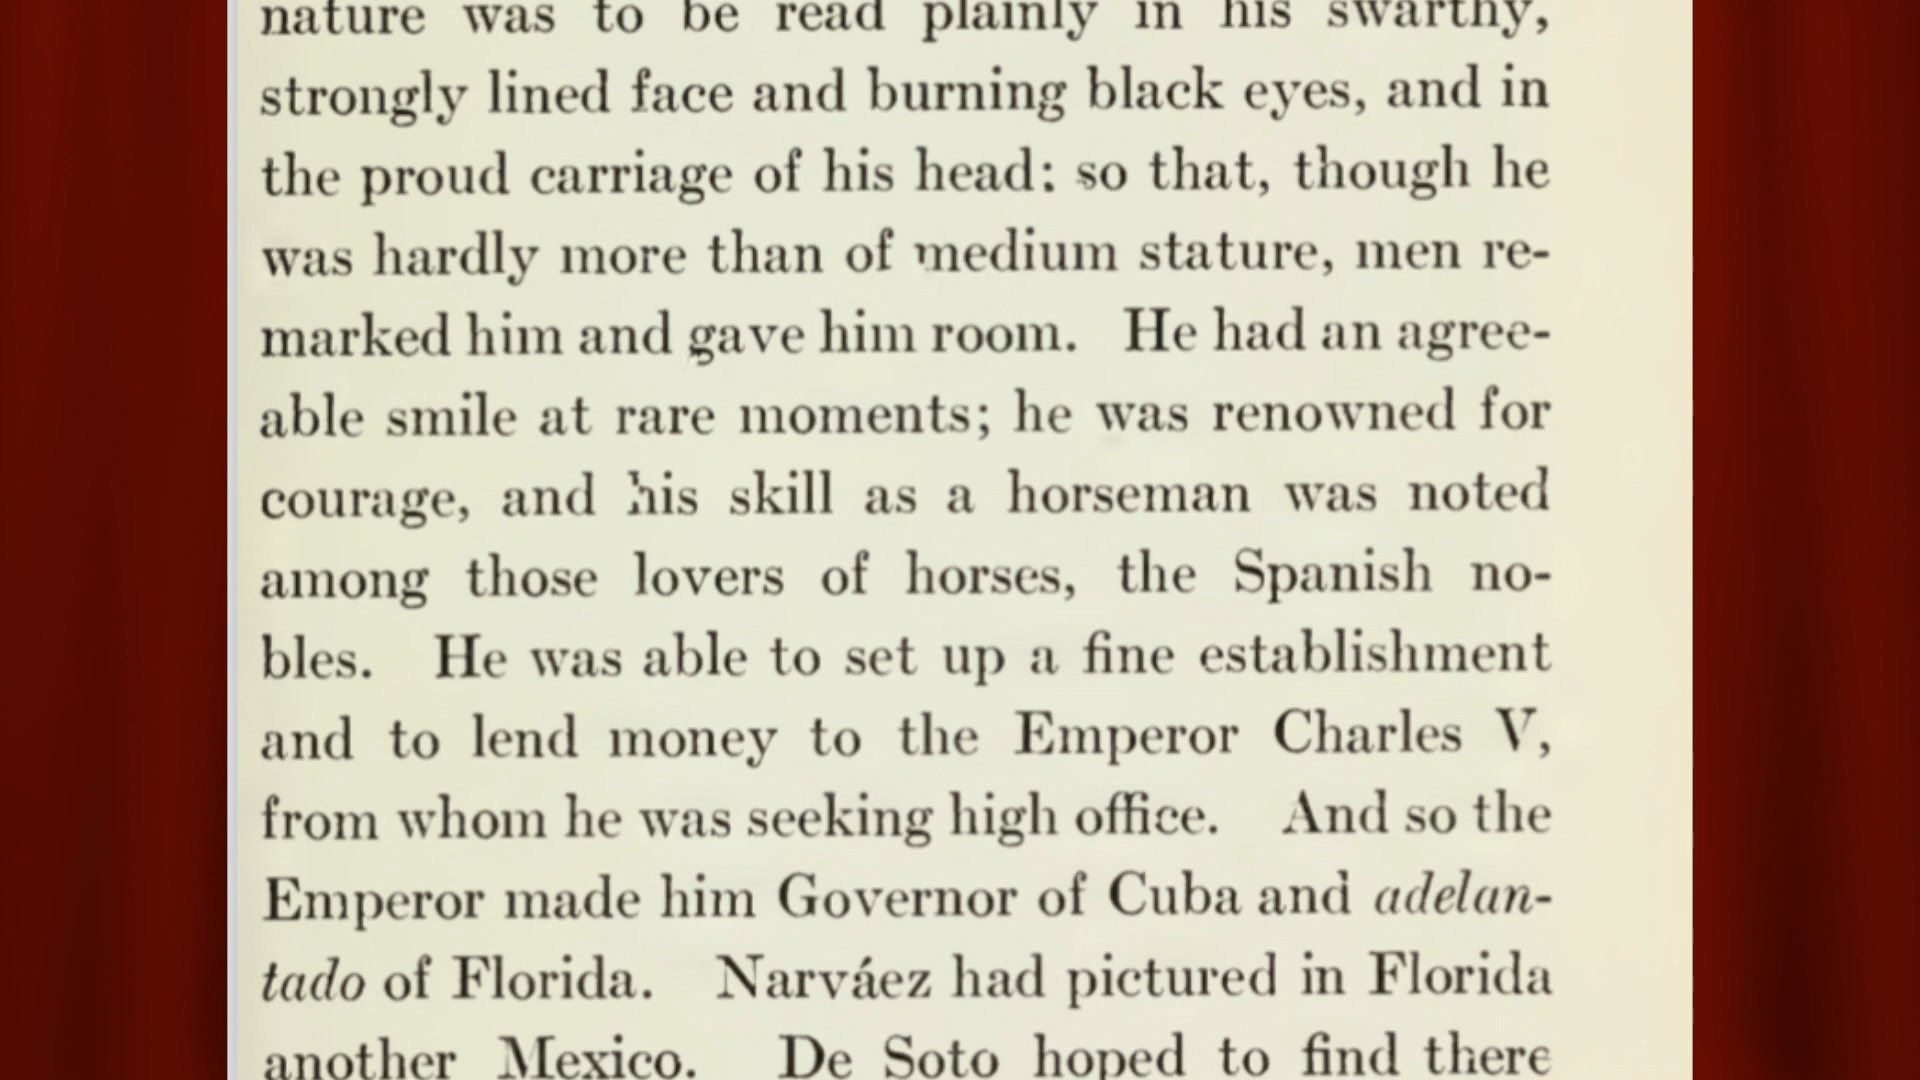 nature was to be read plainly in his swarthy,
strongly lined face and burning black eyes, and in
the proud carriage of his head: so that, though he
was hardly more than of medium stature, men re-
marked him and gave him room. He had an agree-
able smile at rare moments; he was renowned for
courage, and his skill as a horseman was noted
among those lovers of horses, the Spanish no-
bles. He was able to set up a fine establishment
and to lend money to the Emperor Charles V,
from whom he was seeking high office. And so the
Emperor made him Governor of Cuba and adelan-
tado of Florida. Narváez had pictured in Florida
another Mexico. De Soto hoped to find there